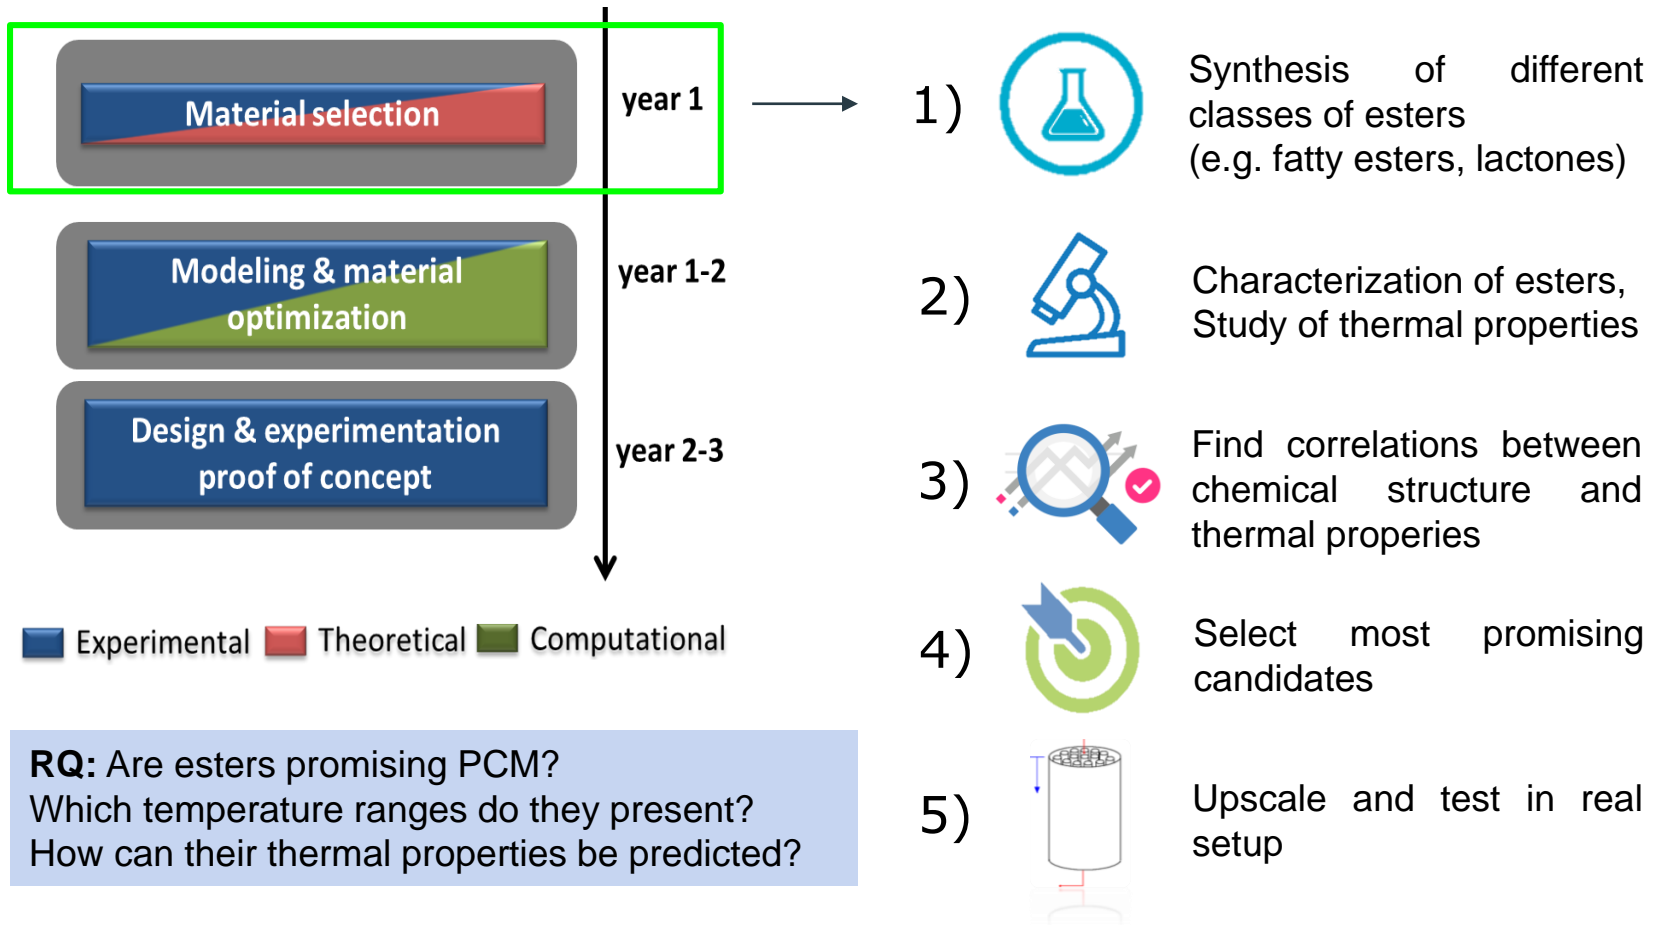 Material selection
year 1
Modeling & material
optimization
year 1-2
Design & experimentation
proof of concept
year 2-3
Experimental
Theoretical
Computational
RQ: Are esters promising PCM?
Which temperature ranges do they present?
How can their thermal properties be predicted?
1)
Synthesis of different
classes of esters
(e.g. fatty esters, lactones)
2)
Characterization of esters,
Study of thermal properties
3)
Find correlations between
chemical structure and
thermal properies
4)
Select most promising
candidates
5)
Upscale and test in real
setup